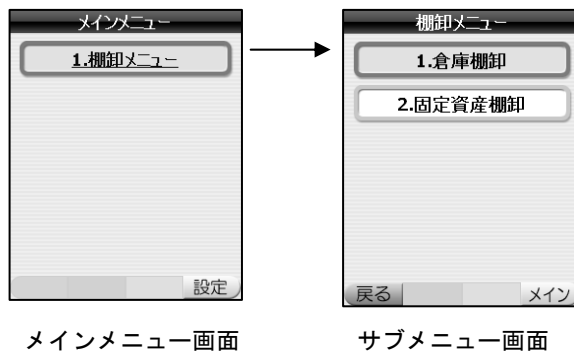 メインメニュー
1.棚卸メニュー
設定
メインメニュー画面
棚卸メニュー
1.倉庫棚卸
2.固定資産棚卸
戻る
メイン
サブメニュー画面